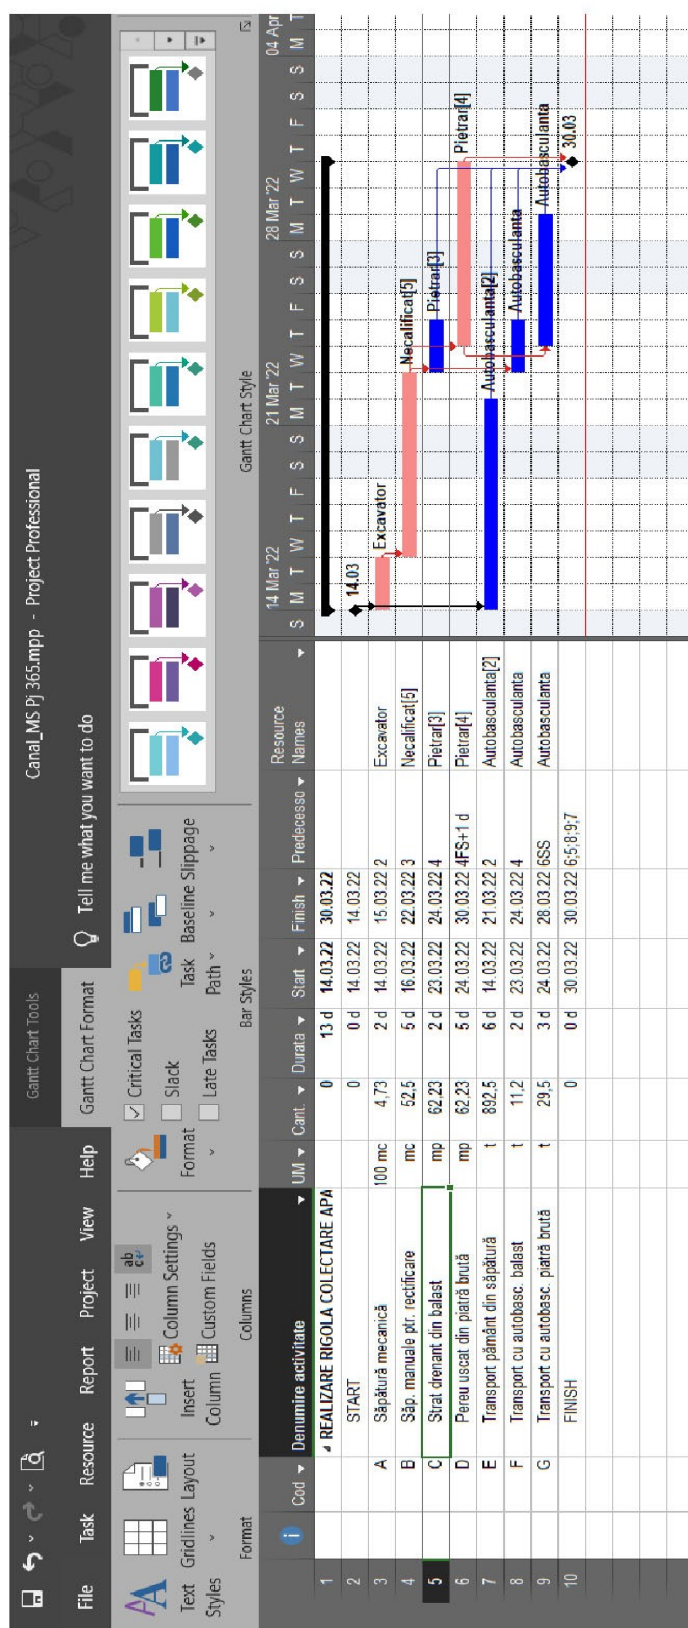 Gantt Chart Tools Canal_MS Pj 365.mpp - Project Professional
File Task Resource Report Project View Help Gantt Chart Format Tell me what you want to do
Text Styles Gridlines Layout Insert Column Column Settings Custom Fields Format Critical Tasks Slack Late Tasks Task Path Baseline Slippage
Format Columns Bar Styles Gantt Chart Style
Cod Denumire activitate UM Cant. Durata Start Finish Predeceso Resource Names 14 Mar '22 21 Mar '22 28 Mar '22 04 Apr
S M T W T F S S M T W T F S S M T W T F S S M T
1 REALIZARE RIGOLA COLECTARE APA 0 13 d 14.03.22 30.03.22
2 START 0 0 d 14.03.22 14.03.22 14.03
3 A Săpătură mecanică 100 mc 4,73 2 d 14.03.22 15.03.22 2 Excavator Excavator
4 B Săp. manuale ptr. rectificare mc 52,5 5 d 16.03.22 22.03.22 3 Necalificat[5] Necalificat[5]
5 C Strat drenant din balast mp 62,23 2 d 23.03.22 24.03.22 4 Pietrar[3] Pietrar[3]
6 D Pereu uscat din piatră brută mp 62,23 5 d 24.03.22 30.03.22 4FS+1 d Pietrar[4] Pietrar[4]
7 E Transport pământ din săpătură t 892,5 6 d 14.03.22 21.03.22 2 Autobasculanta[2] Autobasculanta[2]
8 F Transport cu autobasc. balast t 11,2 2 d 23.03.22 24.03.22 4 Autobasculanta Autobasculanta
9 G Transport cu autobasc. piatră brută t 29,5 3 d 24.03.22 28.03.22 6SS Autobasculanta Autobasculanta
10 FINISH 0 0 d 30.03.22 30.03.22 6;5;8;9;7 30.03